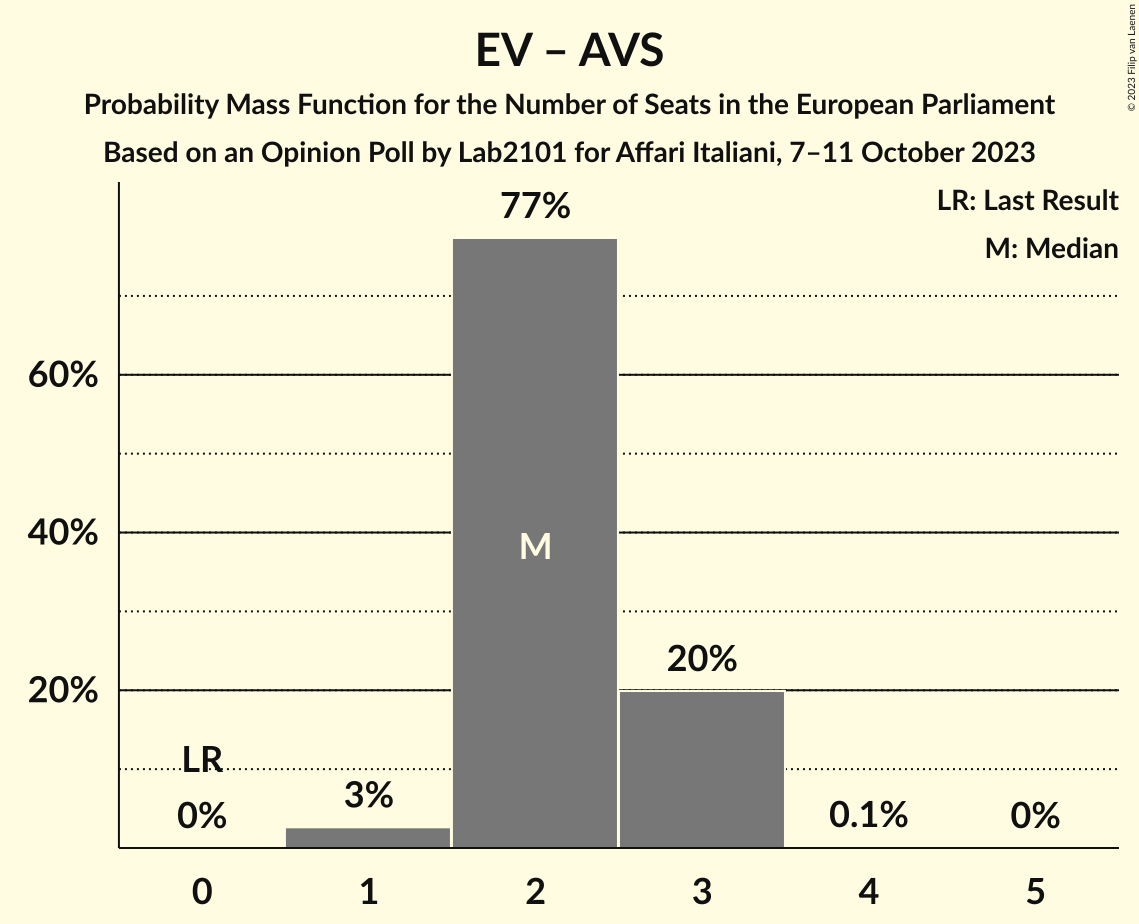 EV – AVS
Probability Mass Function for the Number of Seats in the European Parliament
Based on an Opinion Poll by Lab2101 for Affari Italiani, 7–11 October 2023
© 2023 Filip van Laenen
LR: Last Result
M: Median
77%
60%
40%
M
20%
20%
LR
0%
3%
0.1%
0%
0 1 2 3 4 5